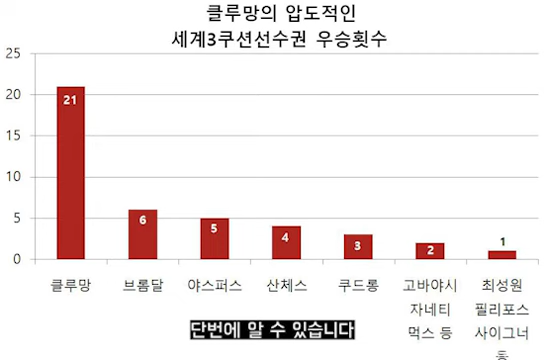 클루망의 압도적인
세계3쿠션선수권 우승횟수
25
20
15
10
5
0
21
6
5
4
3
2
1
클루망
브롬달
야스퍼스
산체스
쿠드롱
고바야시
자네티
먹스 등
최성원
필리포스
사이그너
등
단번에 알 수 있습니다